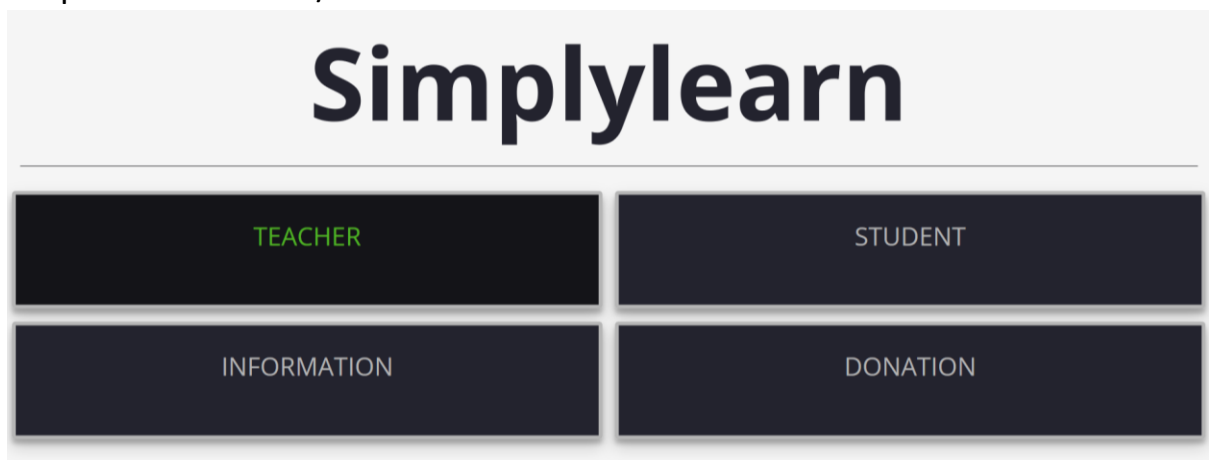 Simplylearn
TEACHER
STUDENT
INFORMATION
DONATION